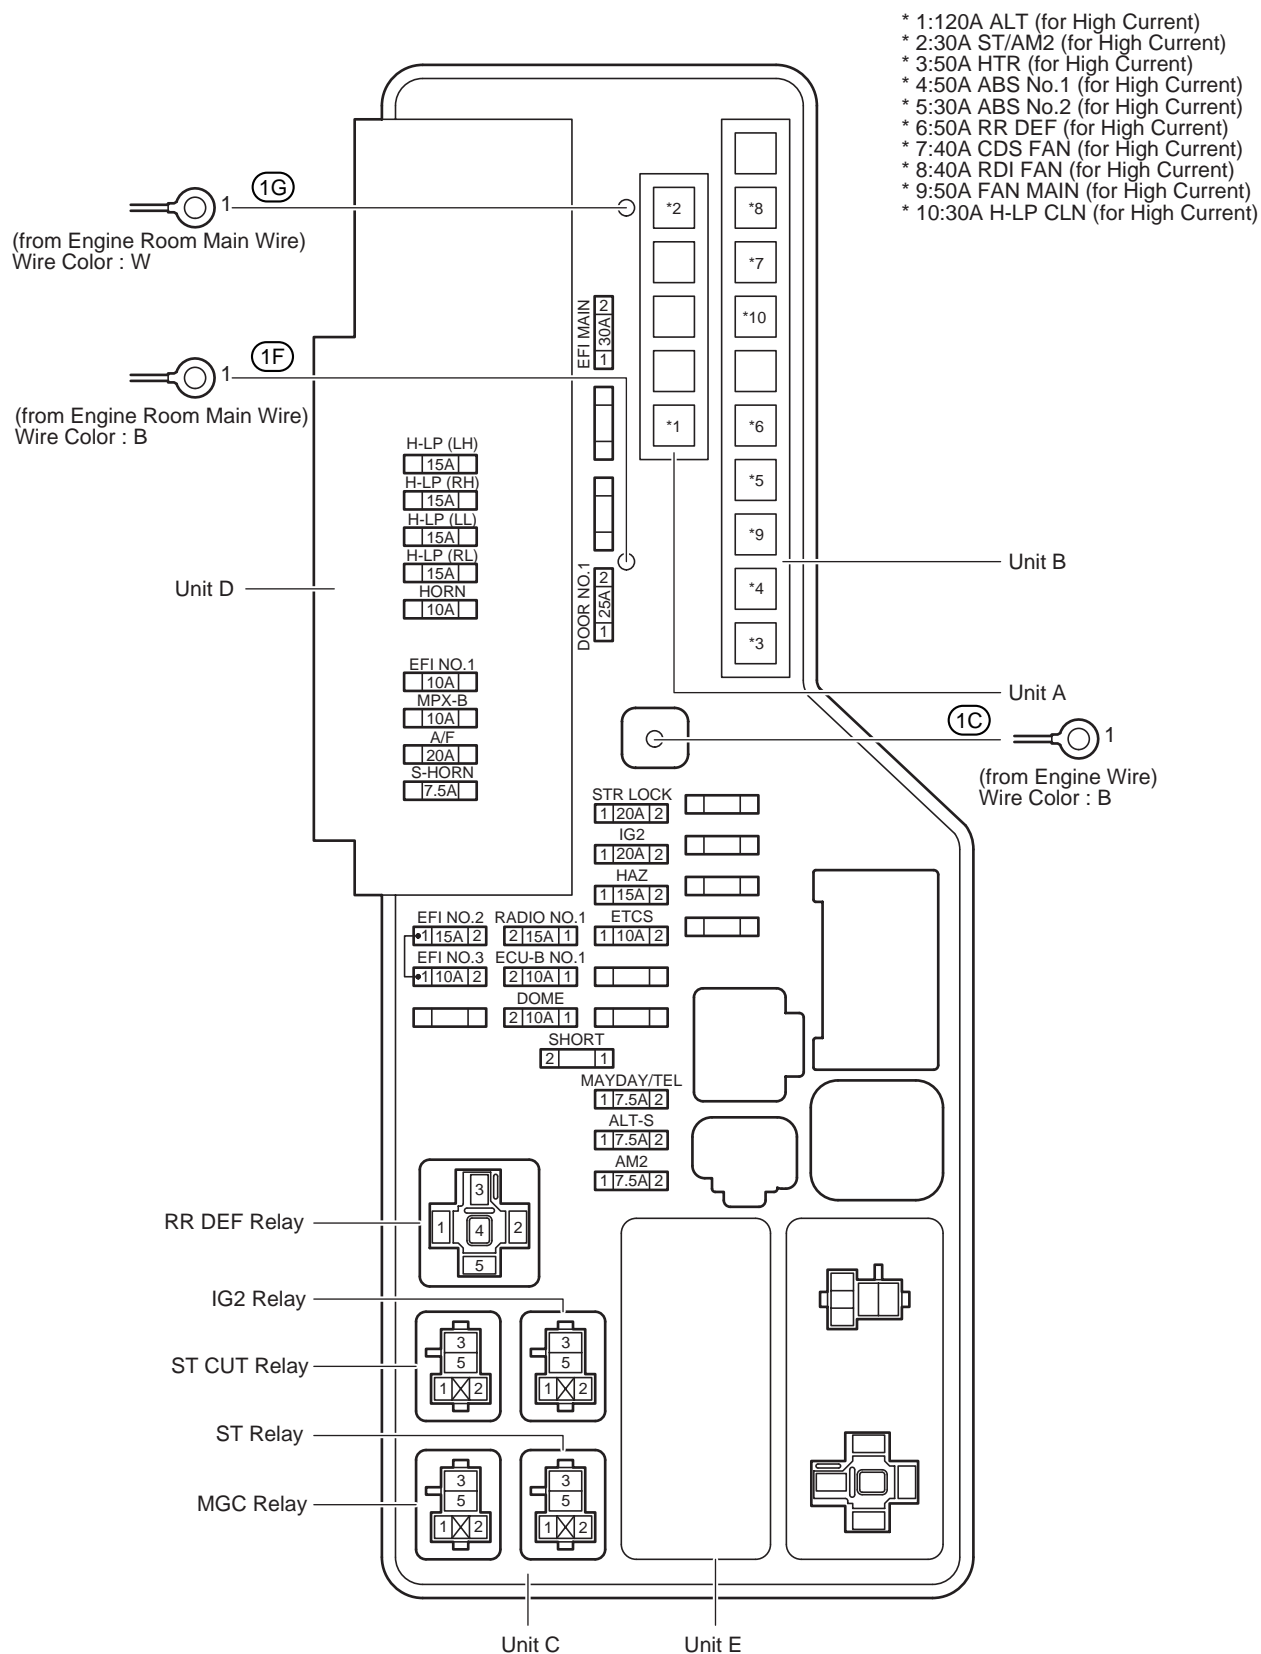 * 1:120A ALT (for High Current)
* 2:30A ST/AM2 (for High Current)
* 3:50A HTR (for High Current)
* 4:50A ABS No.1 (for High Current)
* 5:30A ABS No.2 (for High Current)
* 6:50A RR DEF (for High Current)
* 7:40A CDS FAN (for High Current)
* 8:40A RDI FAN (for High Current)
* 9:50A FAN MAIN (for High Current)
* 10:30A H-LP CLN (for High Current)
1G
1
(from Engine Room Main Wire)
Wire Color : W
1F
1
(from Engine Room Main Wire)
Wire Color : B
*2
*1
*8
*7
*10
*6
*5
*9
*4
*3
EFI MAIN
2 30A 1
DOOR NO.1
2 25A 1
H-LP (LH)
15A
H-LP (RH)
15A
H-LP (LL)
15A
H-LP (RL)
15A
HORN
10A
EFI NO.1
10A
MPX-B
10A
A/F
20A
S-HORN
7.5A
Unit D
Unit B
Unit A
1C
1
(from Engine Wire)
Wire Color : B
STR LOCK
1 20A 2
IG2
1 20A 2
HAZ
1 15A 2
EFI NO.2 RADIO NO.1 ETCS
1 15A 2 2 15A 1 1 10A 2
EFI NO.3 ECU-B NO.1
1 10A 2 2 10A 1
DOME
2 10A 1
SHORT
2 1
MAYDAY/TEL
1 7.5A 2
ALT-S
1 7.5A 2
AM2
1 7.5A 2
RR DEF Relay
3
1 4 2
5
IG2 Relay
ST CUT Relay
3
5
1 2
3
5
1 2
ST Relay
MGC Relay
3
5
1 2
3
5
1 2
Unit C
Unit E